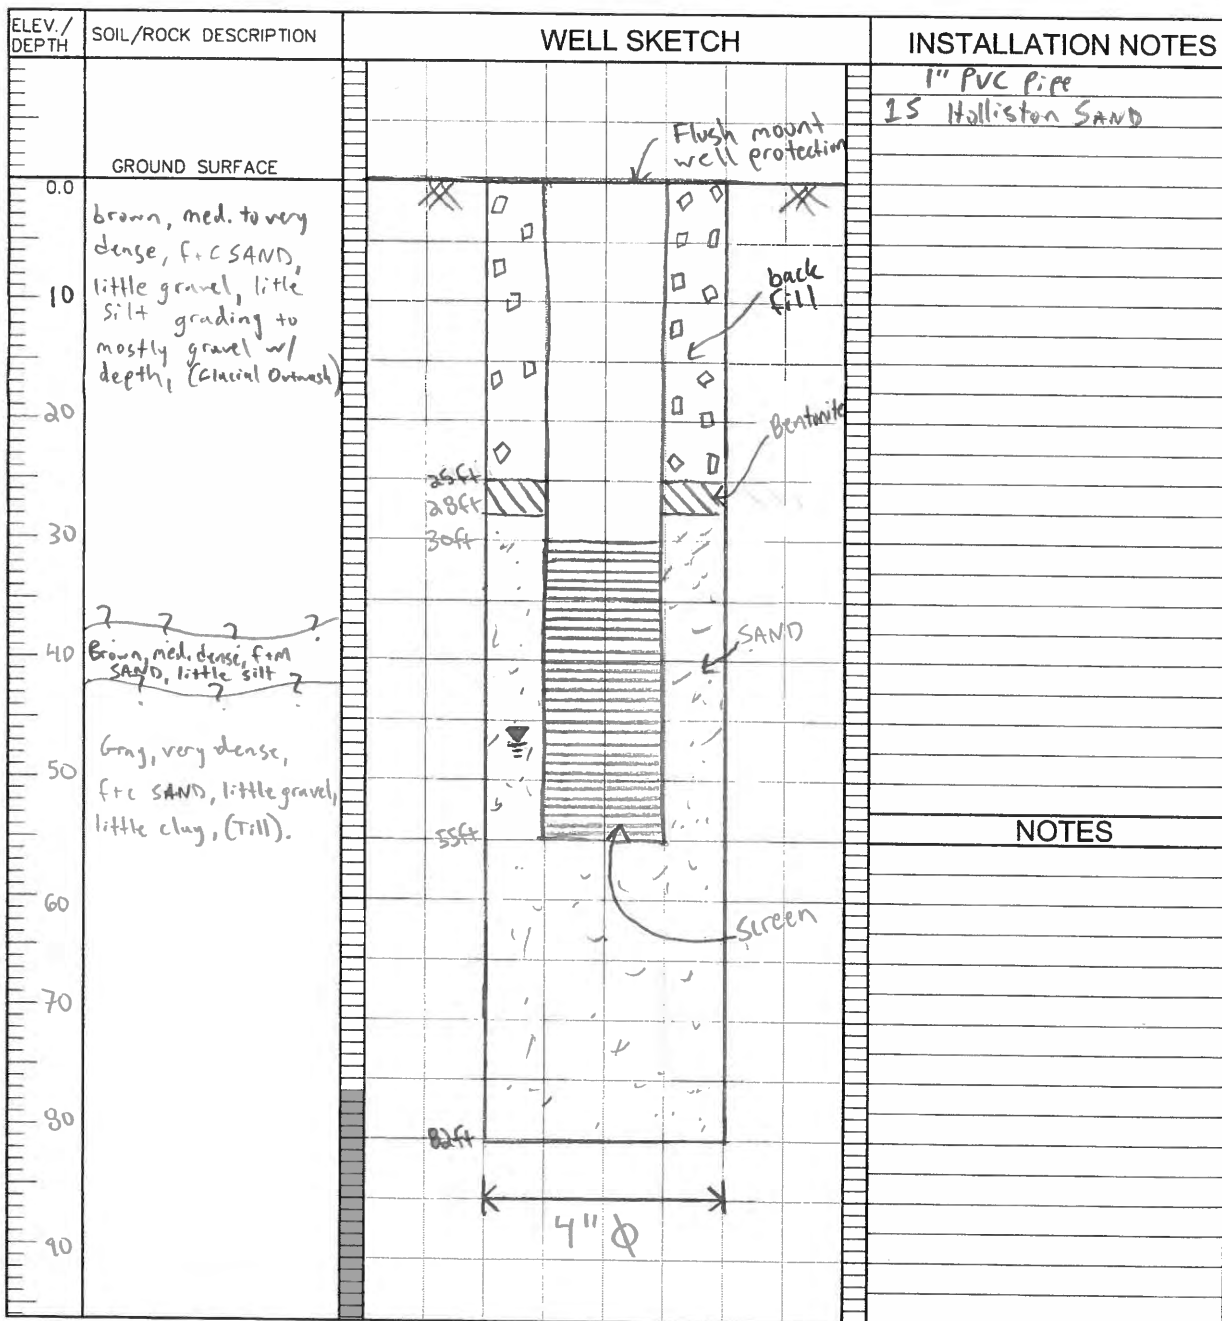 ELEV./
DEPTH
SOIL/ROCK DESCRIPTION
WELL SKETCH
INSTALLATION NOTES
1" PVC Pipe
Holliston SAND
Flush mount
well protection
GROUND SURFACE
0.0
brown, med. to very
dense, f+C SAND,
little gravel, litle
silt grading to
mostly gravel w/
depth, (Glacial Outwash)
10
20
30
40
50
60
70
80
90
back
fill
Bentonite
25ft
28ft
30ft
? ? ? ?
Brown, med. dense, f+M
SAND, little silt
? ? ?
SAND
Gray, very dense,
f+c SAND, little gravel,
little clay, (Till).
55ft
Screen
82ft
4" ϕ
NOTES